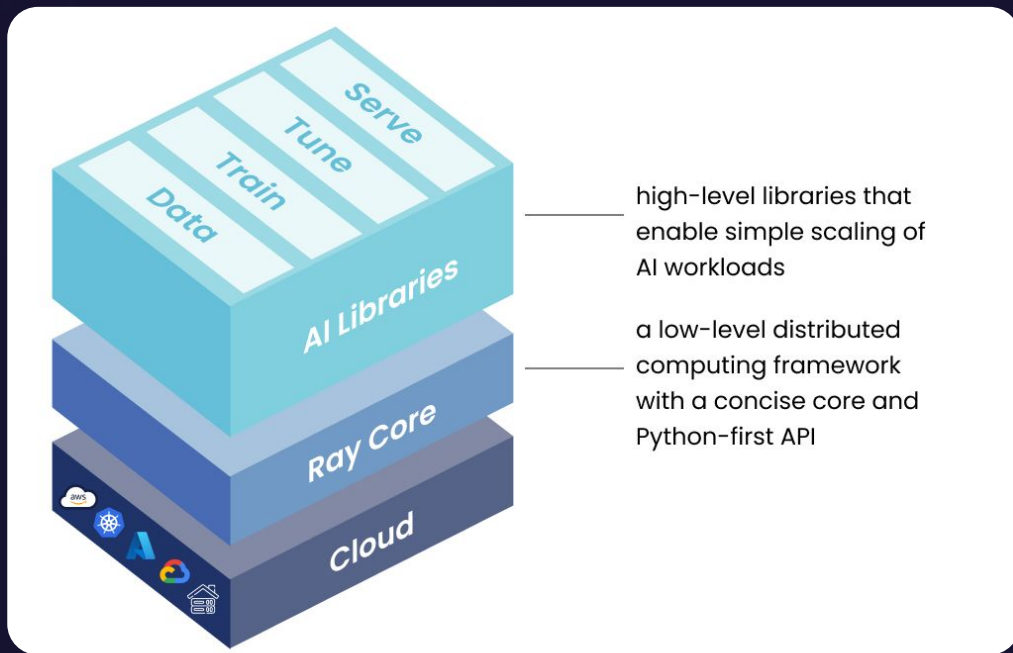 Serve
Tune
Train
Data
AI Libraries
high-level libraries that
enable simple scaling of
AI workloads
Ray Core
a low-level distributed
computing framework
with a concise core and
Python-first API
Cloud
aws